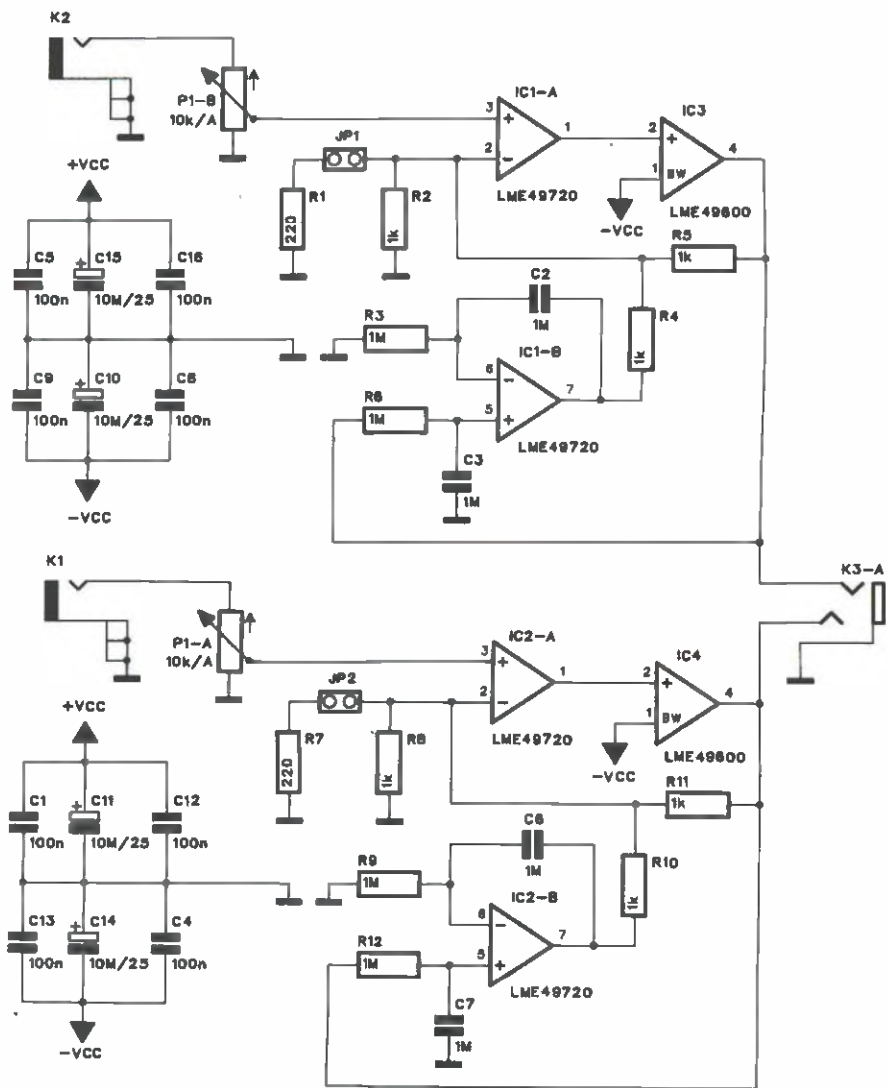 K2
P1-B
10k/A
IC1-A
3
+
2
−
1
LME49720
IC3
2
+
1
BW
4
LME49600
−VCC
JP1
R1
220
R2
1k
R5
1k
+VCC
C5
100n
+
C15
10M/25
C16
100n
C9
100n
+
C10
10M/25
C8
100n
−VCC
R3
1M
C2
1M
R4
1k
IC1-B
6
−
5
+
7
LME49720
R6
1M
C3
1M
K3-A
K1
P1-A
10k/A
IC2-A
3
+
2
−
1
LME49720
IC4
2
+
1
BW
4
LME49600
−VCC
JP2
R7
220
R8
1k
R11
1k
+VCC
C1
100n
+
C11
10M/25
C12
100n
C13
100n
+
C14
10M/25
C4
100n
−VCC
R9
1M
C6
1M
R10
1k
IC2-B
6
−
5
+
7
LME49720
R12
1M
C7
1M